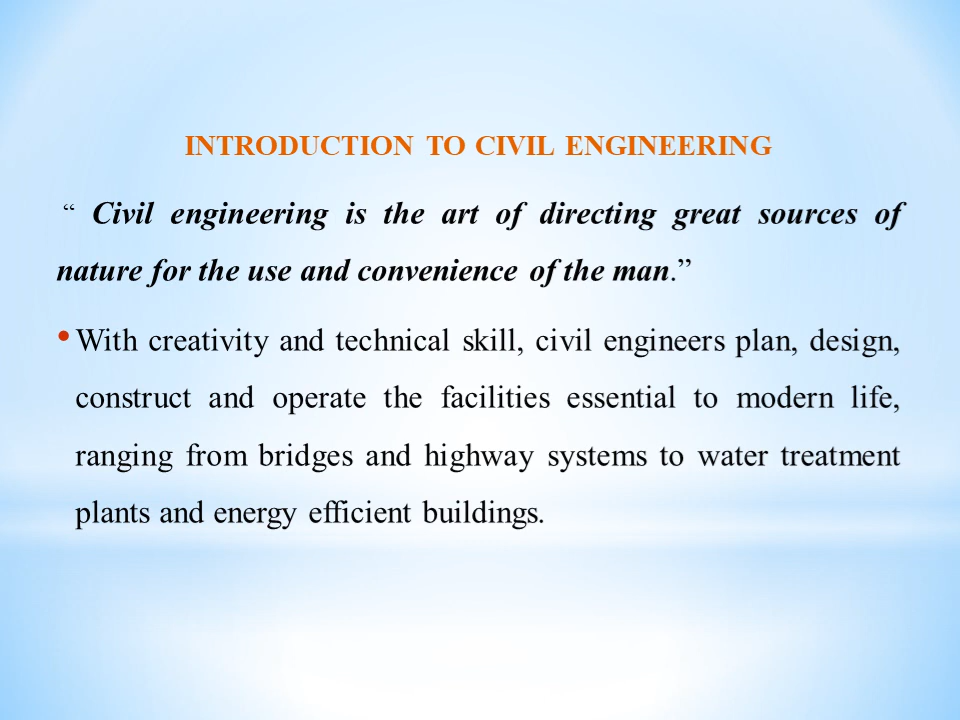 INTRODUCTION TO CIVIL ENGINEERING
“ Civil engineering is the art of directing great sources of
nature for the use and convenience of the man.”
• With creativity and technical skill, civil engineers plan, design,
construct and operate the facilities essential to modern life,
ranging from bridges and highway systems to water treatment
plants and energy efficient buildings.